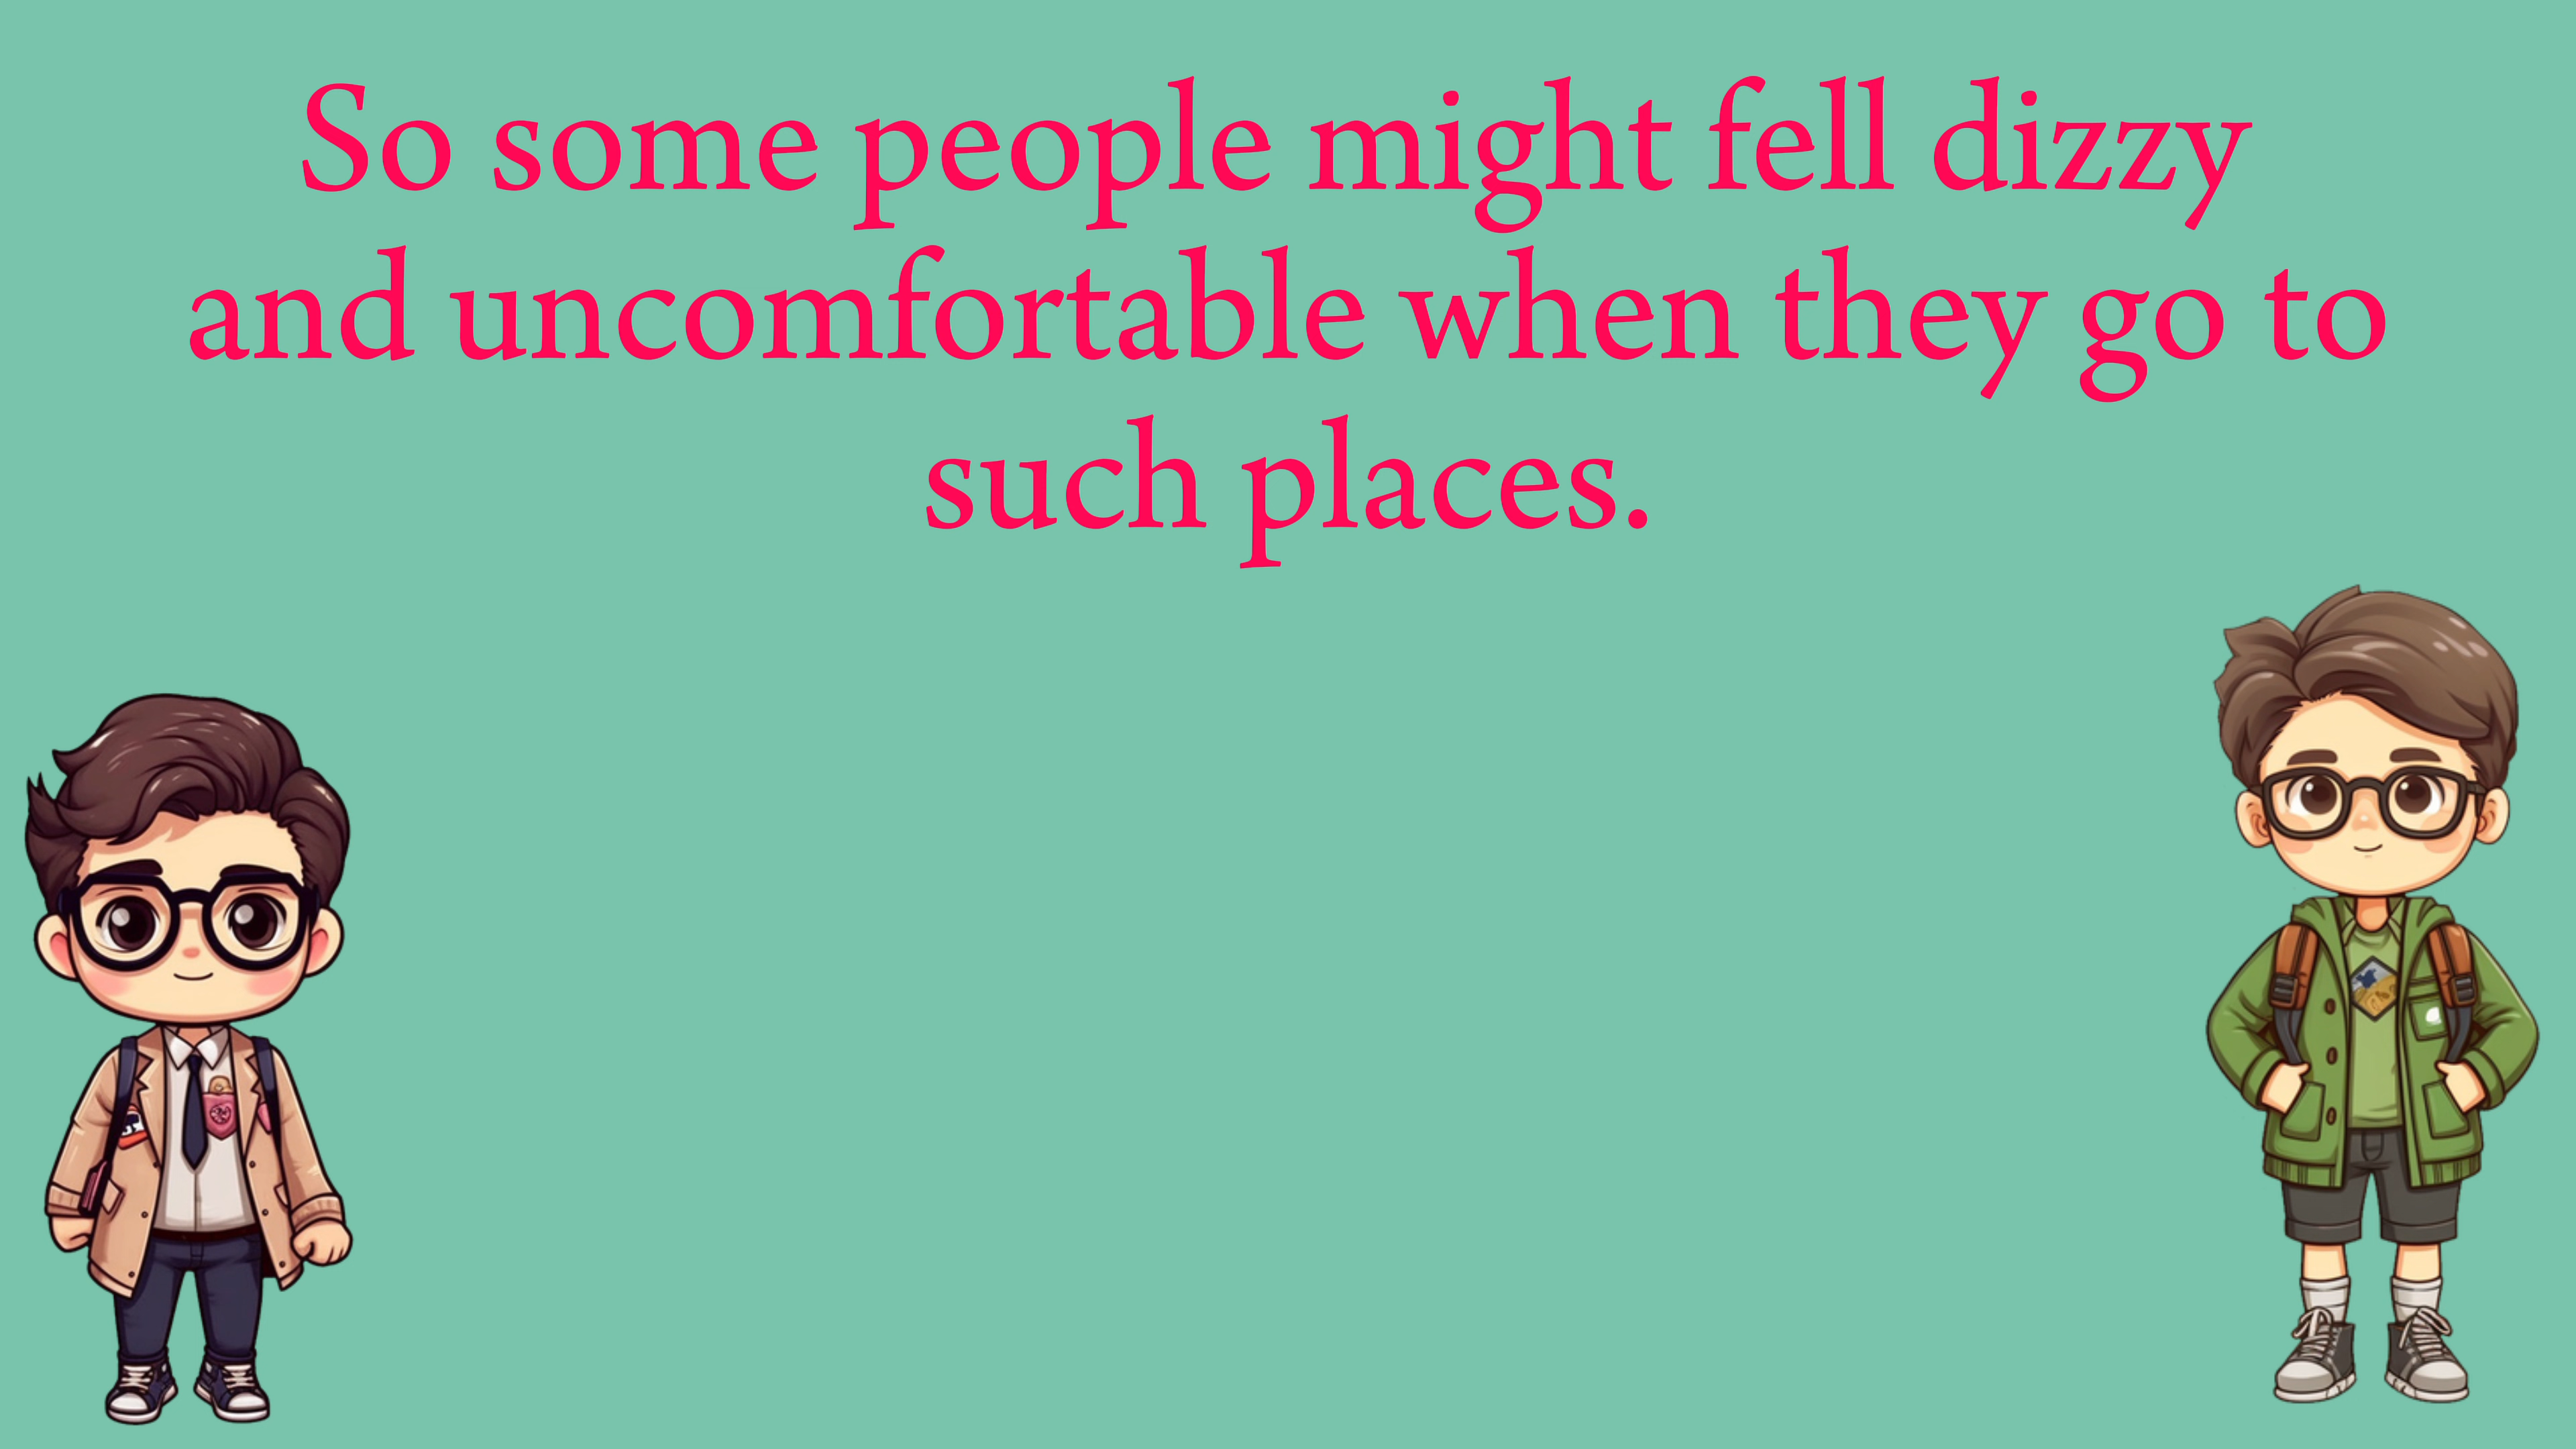 So some people might fell dizzy
and uncomfortable when they go to
such places.